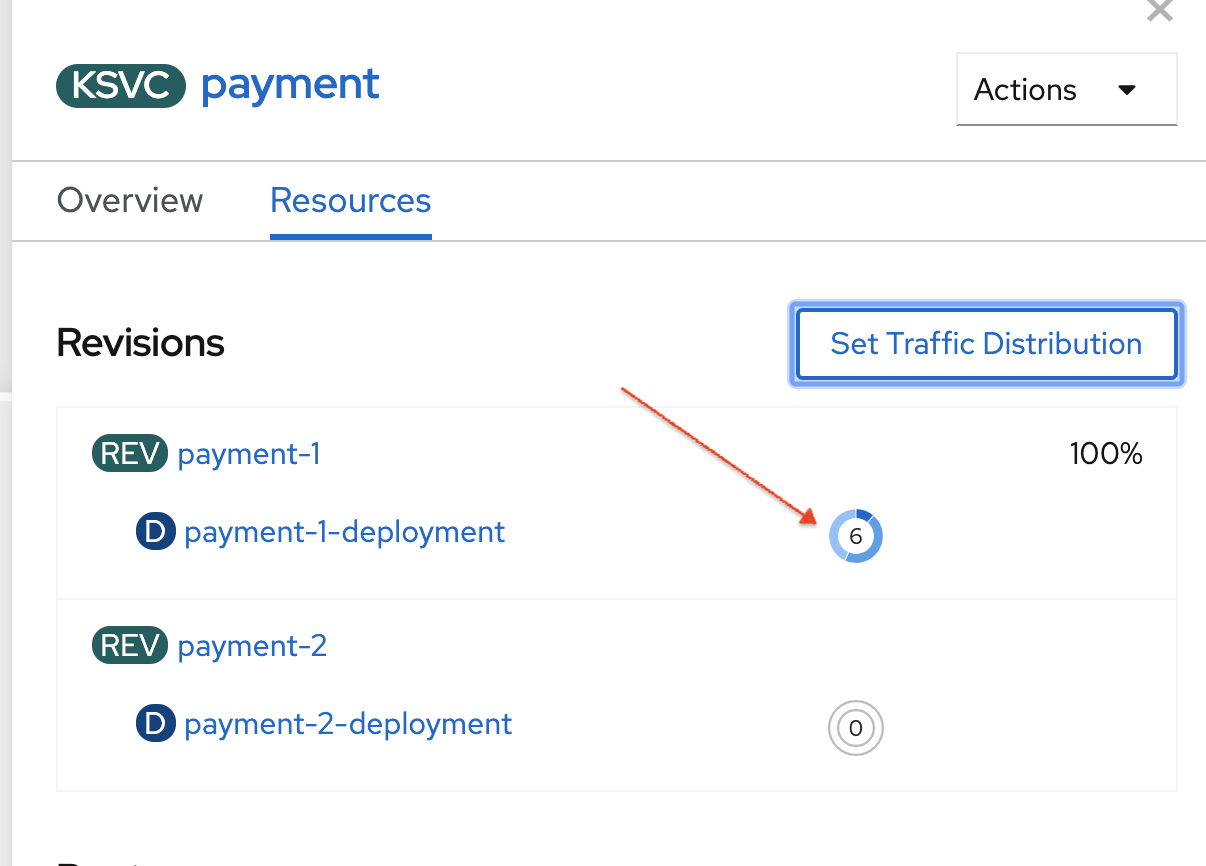 KSVC payment
Actions
Overview Resources
Revisions
Set Traffic Distribution
REV payment-1 100%
D payment-1-deployment 6
REV payment-2
D payment-2-deployment 0